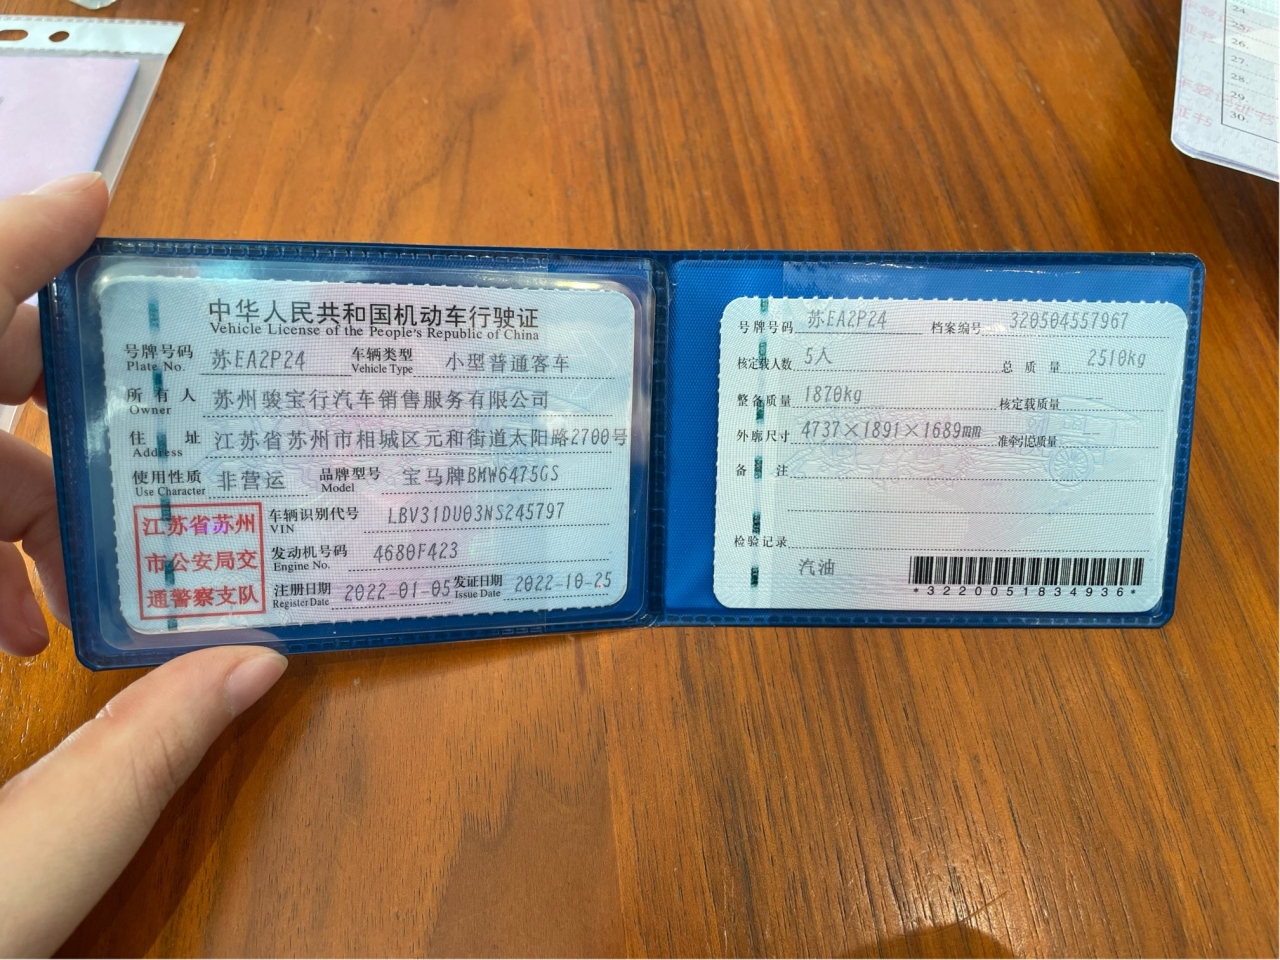 中华人民共和国机动车行驶证
Vehicle License of the People's Republic of China
号牌号码 苏EA2P24 车辆类型 小型普通客车
Plate No. Vehicle Type
所有人 苏州骏宝行汽车销售服务有限公司
Owner
住址 江苏省苏州市相城区元和街道太阳路2700号
Address
使用性质 非营运 品牌型号 宝马牌BMW6475GS
Use Character Model
江苏省苏州
市公安局交
通警察支队
车辆识别代号 LBV31DU03NS245797
VIN
发动机号码 4680F423
Engine No.
注册日期 2022-01-05 发证日期 2022-10-25
Register Date Issue Date
号牌号码 苏EA2P24 档案编号 320504557967
核定载人数 5人 总质量 2510kg
整备质量 1870kg 核定载质量
外廓尺寸 4737×1891×1689mm 准牵引总质量
备注
检验记录
汽油
*3220051834936*
24.
25.
26.
27.
28.
29.
30.
证书